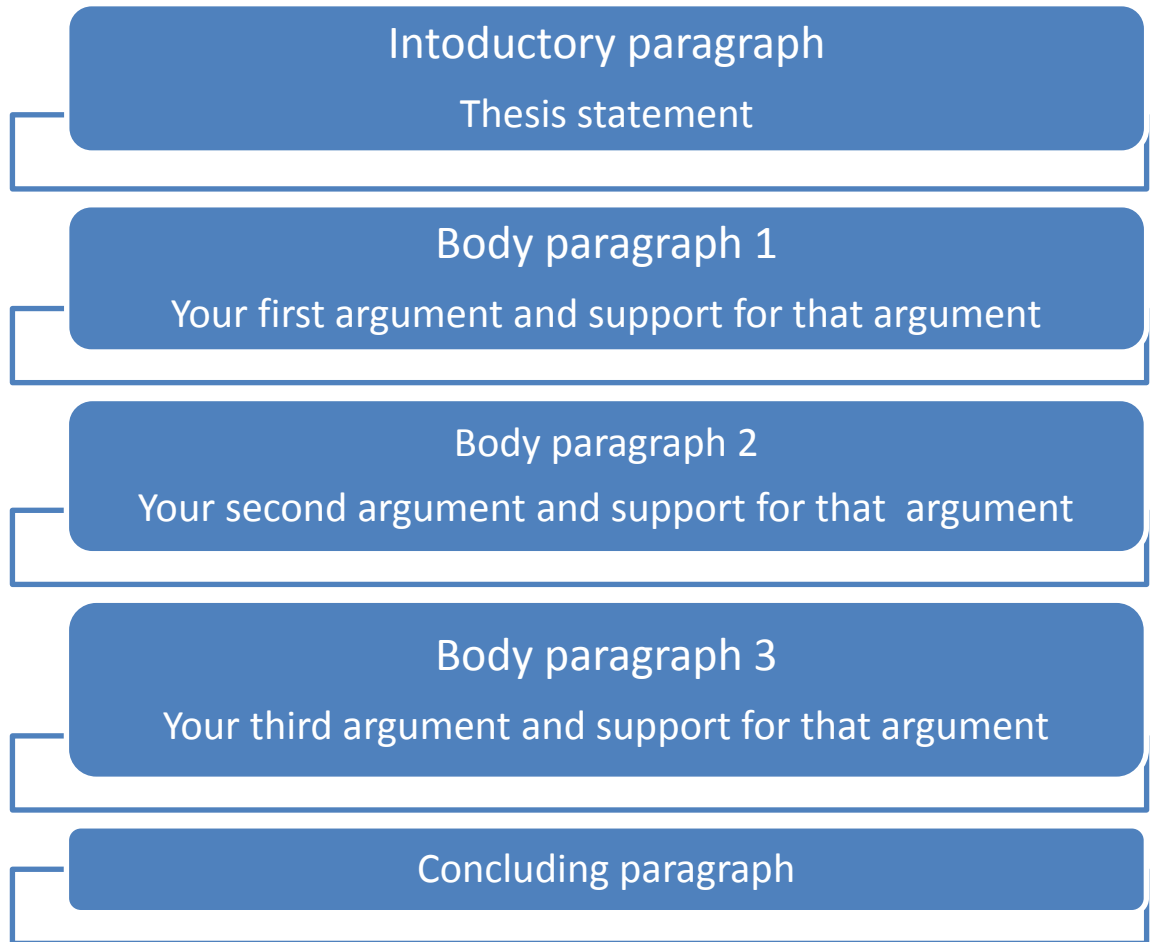 Intoductory paragraph
Thesis statement
Body paragraph 1
Your first argument and support for that argument
Body paragraph 2
Your second argument and support for that  argument
Body paragraph 3
Your third argument and support for that argument
Concluding paragraph